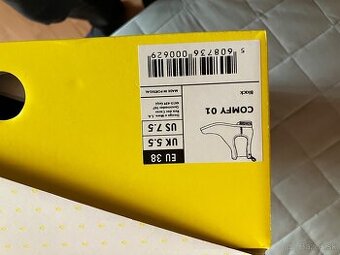 5 608736 000629
MADE IN PORTUGAL
Black
COMFY 01
EU 38
UK 5.5
US 7.5